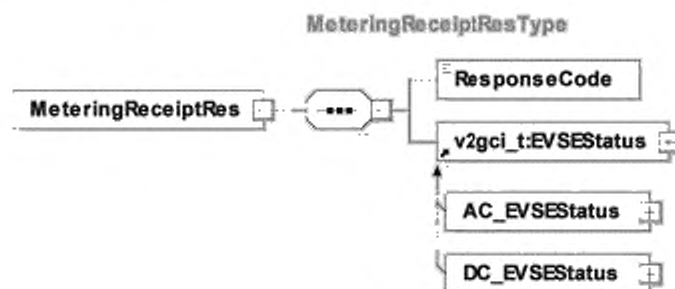 MeteringReceiptResType
ResponseCode
MeteringReceiptRes
v2gci_t:EVSEStatus
AC_EVSEStatus
DC_EVSEStatus